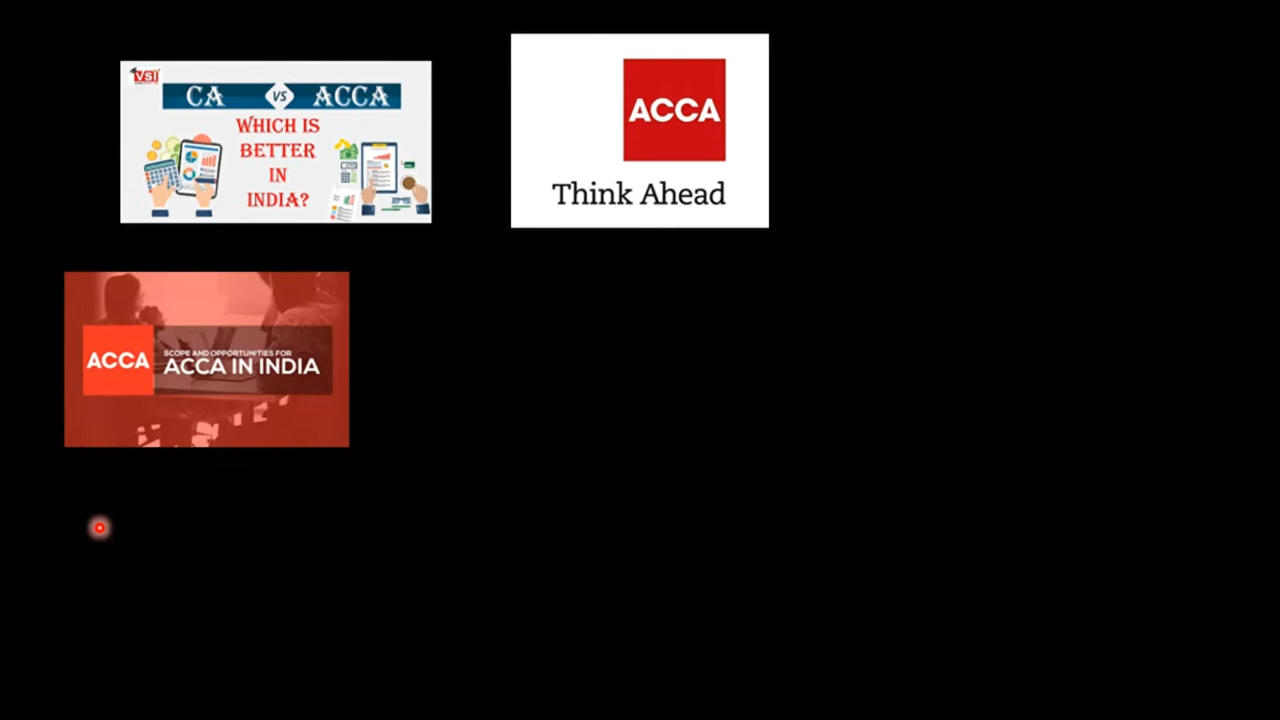 VSI
CA VS ACCA
WHICH IS
BETTER
IN
INDIA?
ACCA
Think Ahead
ACCA
SCOPE AND OPPORTUNITIES FOR
ACCA IN INDIA